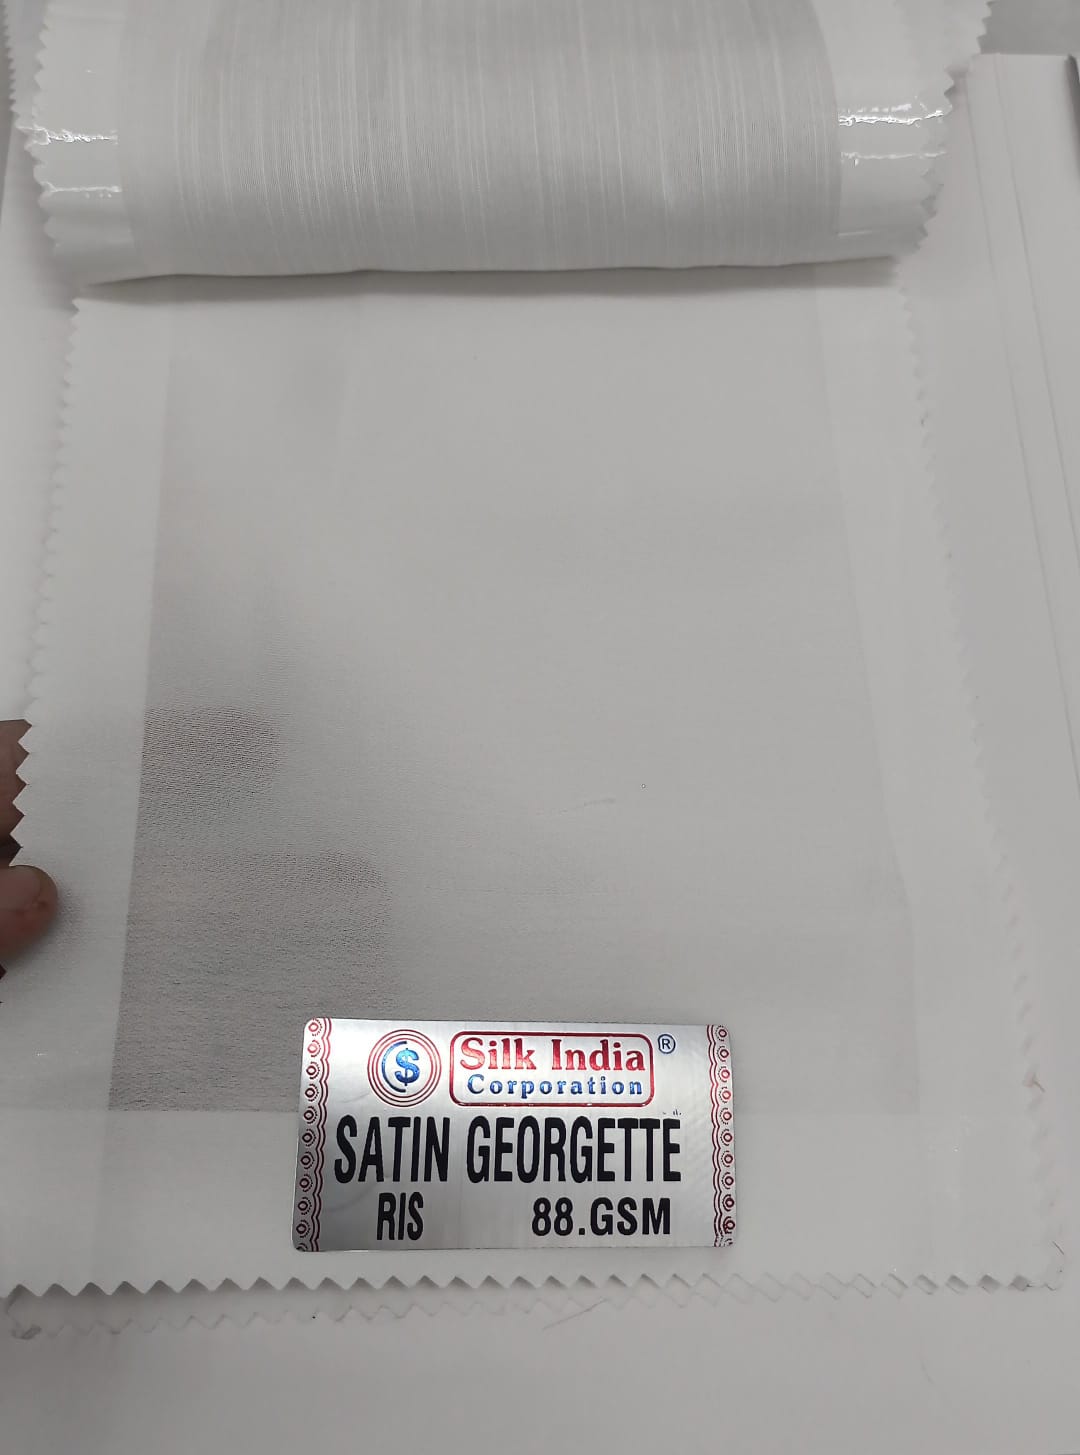 $
Silk India ®
Corporation
SATIN GEORGETTE
RIS 88.GSM